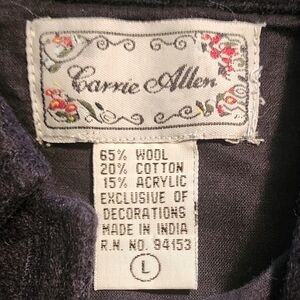 Carrie Allen
65% WOOL
20% COTTON
15% ACRYLIC
EXCLUSIVE OF
DECORATIONS
MADE IN INDIA
R.N. NO. 94153
L